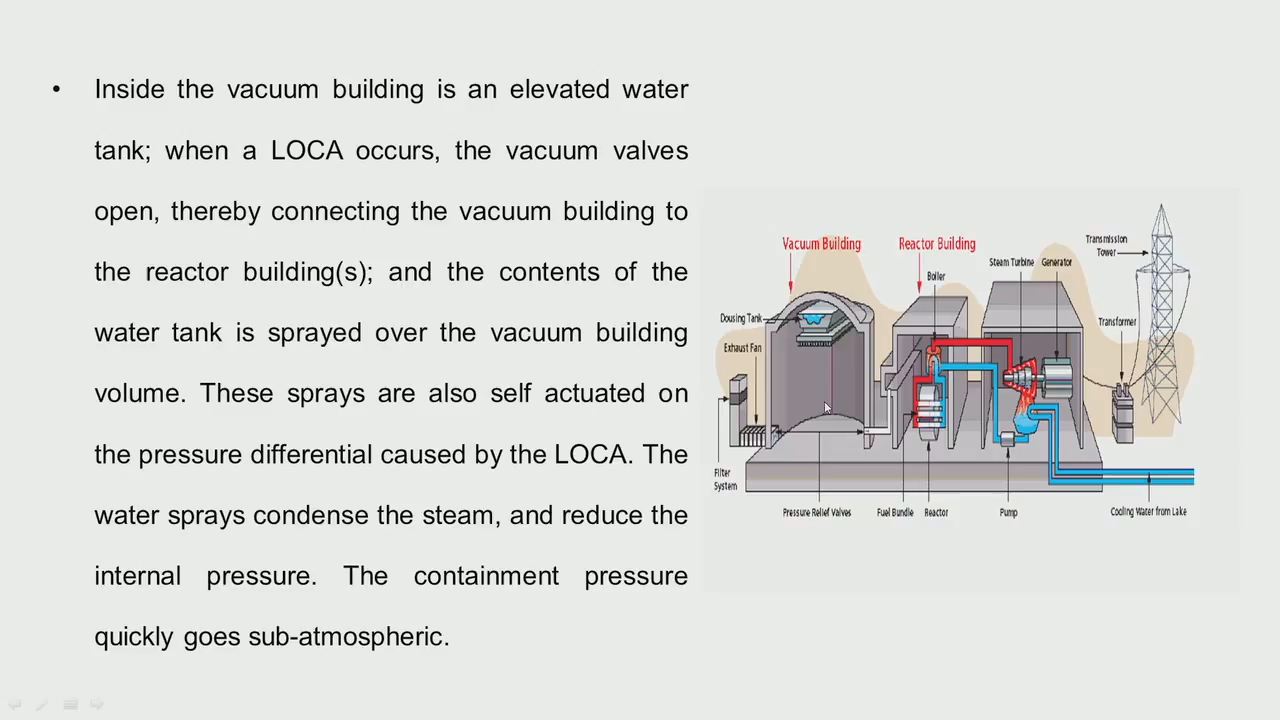 • Inside the vacuum building is an elevated water
tank; when a LOCA occurs, the vacuum valves
open, thereby connecting the vacuum building to
the reactor building(s); and the contents of the
water tank is sprayed over the vacuum building
volume. These sprays are also self actuated on
the pressure differential caused by the LOCA. The
water sprays condense the steam, and reduce the
internal pressure. The containment pressure
quickly goes sub-atmospheric.
Vacuum Building
Reactor Building
Boiler
Steam Turbine
Generator
Transmission
Tower
Dousing Tank
Exhaust Fan
Transformer
Filter
System
Pressure Relief Valves
Fuel Bundle
Reactor
Pump
Cooling Water from Lake